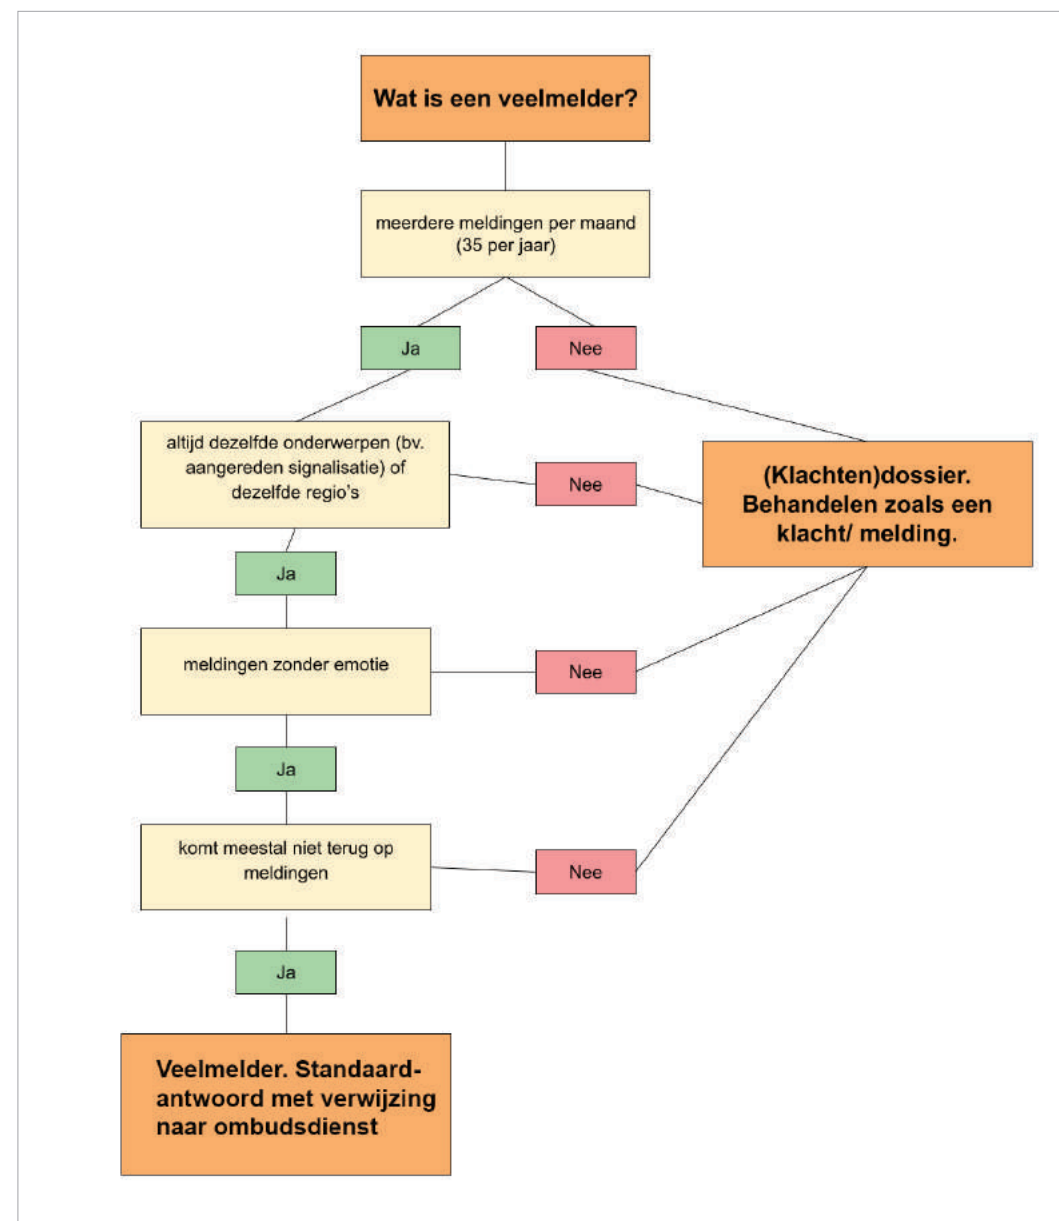 Wat is een veelmelder?
meerdere meldingen per maand
(35 per jaar)
Ja
Nee
altijd dezelfde onderwerpen (bv.
aangereden signalisatie) of
dezelfde regio's
Nee
(Klachten)dossier.
Behandelen zoals een
klacht/ melding.
Ja
meldingen zonder emotie
Nee
Ja
komt meestal niet terug op
meldingen
Nee
Ja
Veelmelder. Standaard-
antwoord met verwijzing
naar ombudsdienst